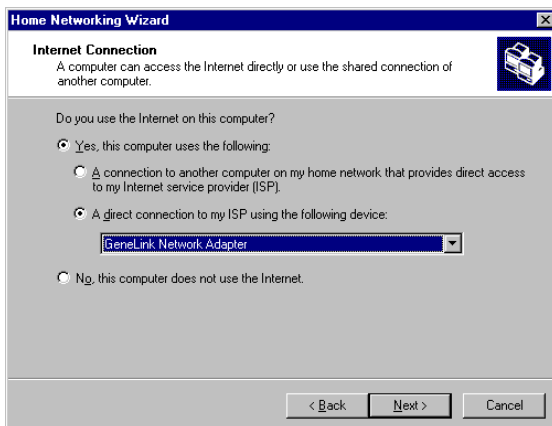 Home Networking Wizard
Internet Connection
A computer can access the Internet directly or use the shared connection of
another computer.
Do you use the Internet on this computer?
Yes, this computer uses the following:
A connection to another computer on my home network that provides direct access
to my Internet service provider (ISP).
A direct connection to my ISP using the following device:
GeneLink Network Adapter
No, this computer does not use the Internet.
< Back
Next >
Cancel